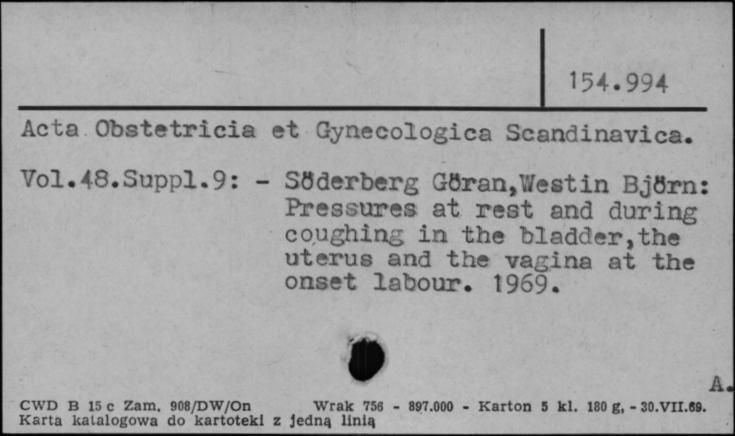 154.994
Acta Obstetricia et Gynecologica Scandinavica.
Vol.48.Suppl.9: - Söderberg Göran,Westin Björn:
Pressures at rest and during
coughing in the bladder,the
uterus and the vagina at the
onset labour. 1969.
A.
CWD B 15 c Zam. 908/DW/On Wrak 756 - 897.000 - Karton 5 kl. 180 g, - 30.VII.69.
Karta katalogowa do kartoteki z jedną linią